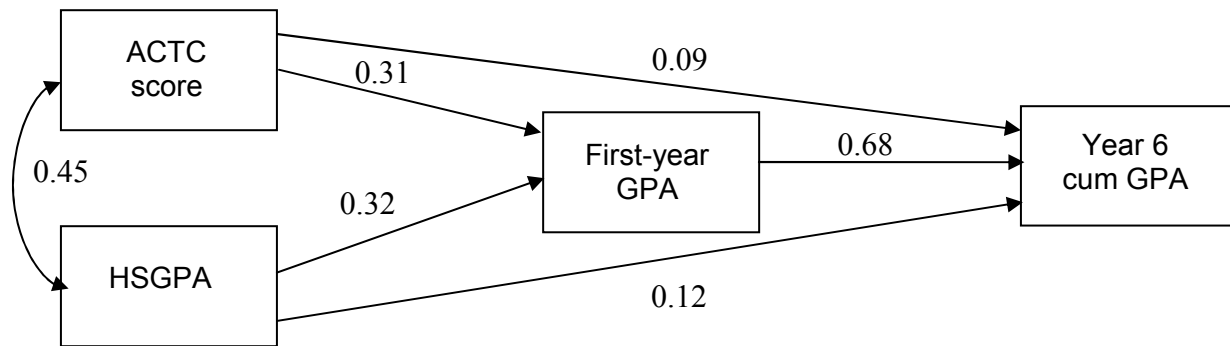 ACTC
score
0.09
0.31
First-year
GPA
0.68
Year 6
cum GPA
0.45
0.32
HSGPA
0.12